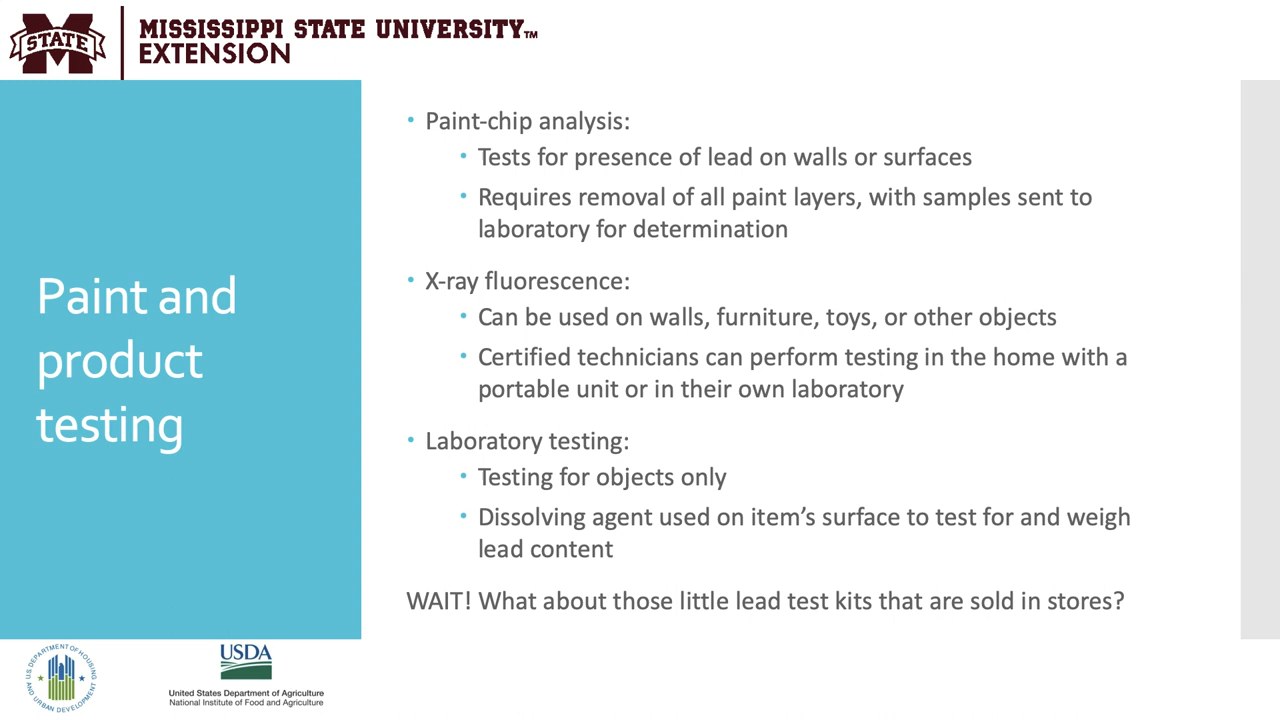 STATE
MISSISSIPPI STATE UNIVERSITY™
EXTENSION
Paint and
product
testing
• Paint-chip analysis:
• Tests for presence of lead on walls or surfaces
• Requires removal of all paint layers, with samples sent to
laboratory for determination
• X-ray fluorescence:
• Can be used on walls, furniture, toys, or other objects
• Certified technicians can perform testing in the home with a
portable unit or in their own laboratory
• Laboratory testing:
• Testing for objects only
• Dissolving agent used on item’s surface to test for and weigh
lead content
WAIT! What about those little lead test kits that are sold in stores?
U.S. DEPARTMENT OF HOUSING
AND URBAN DEVELOPMENT
USDA
United States Department of Agriculture
National Institute of Food and Agriculture